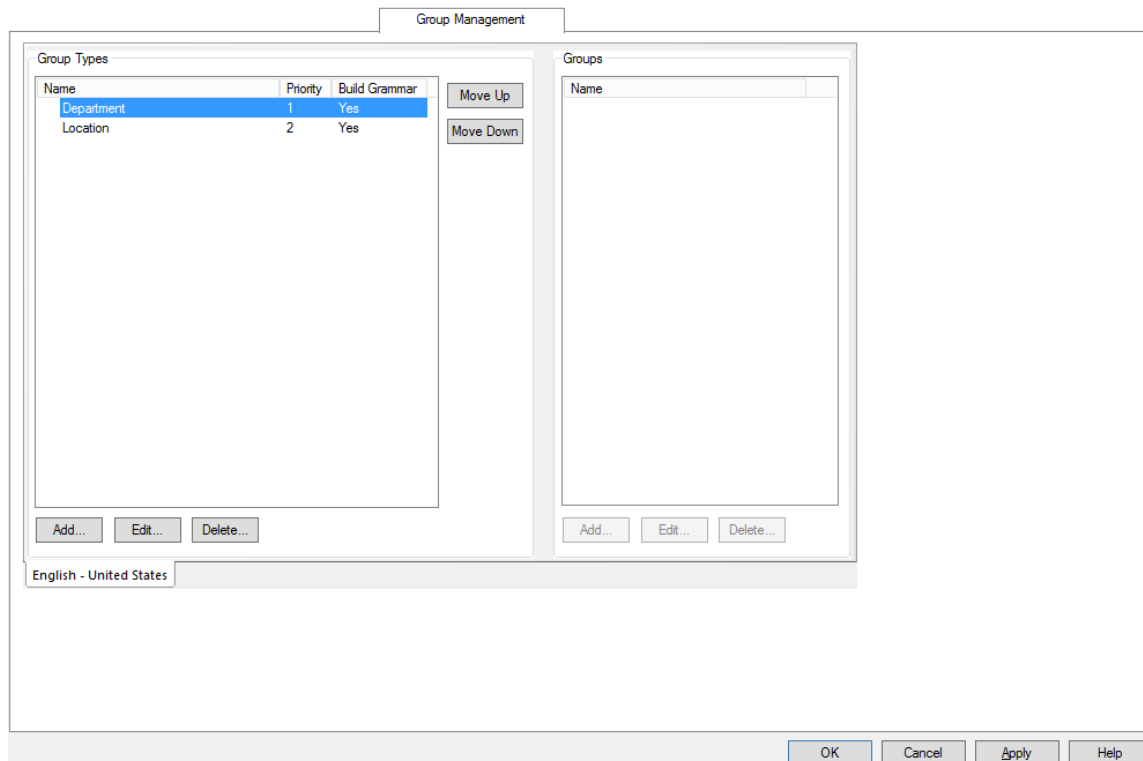 Group Management
Group Types
Name Priority Build Grammar
Department 1 Yes
Location 2 Yes
Move Up
Move Down
Add... Edit... Delete...
Groups
Name
Add... Edit... Delete...
English - United States
OK Cancel Apply Help